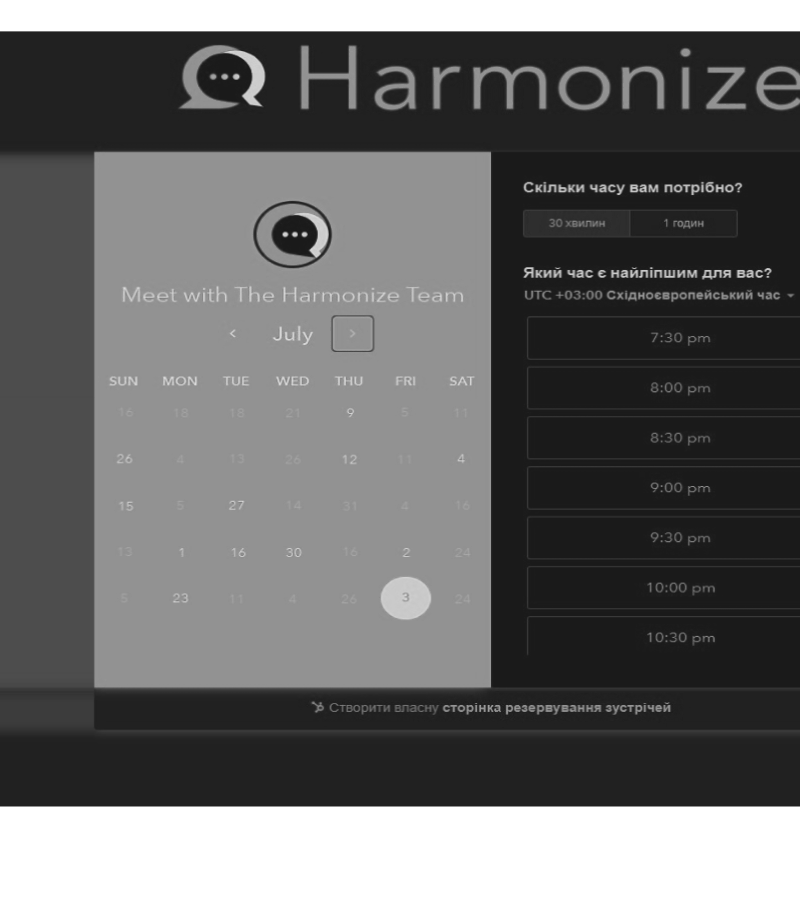 Harmonize
Meet with The Harmonize Team
July
SUN MON TUE WED THU FRI SAT
16 18 18 21 9 5 11
26 4 13 26 12 11 4
15 5 27 14 31 4 16
13 1 16 30 16 2 24
5 23 11 4 26 3 24
Скільки часу вам потрібно?
30 хвилин 1 годин
Який час є найліпшим для вас?
UTC +03:00 Східноєвропейський час
7:30 pm
8:00 pm
8:30 pm
9:00 pm
9:30 pm
10:00 pm
10:30 pm
Створити власну сторінка резервування зустрічей